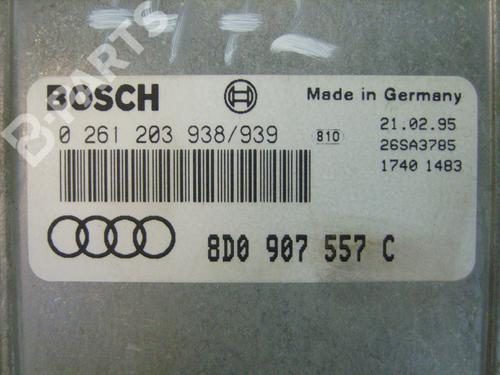 B-PARTS
BOSCH
Made in Germany
0 261 203 938/939
810
21.02.95
26SA3785
1740 1483
8D0 907 557 C